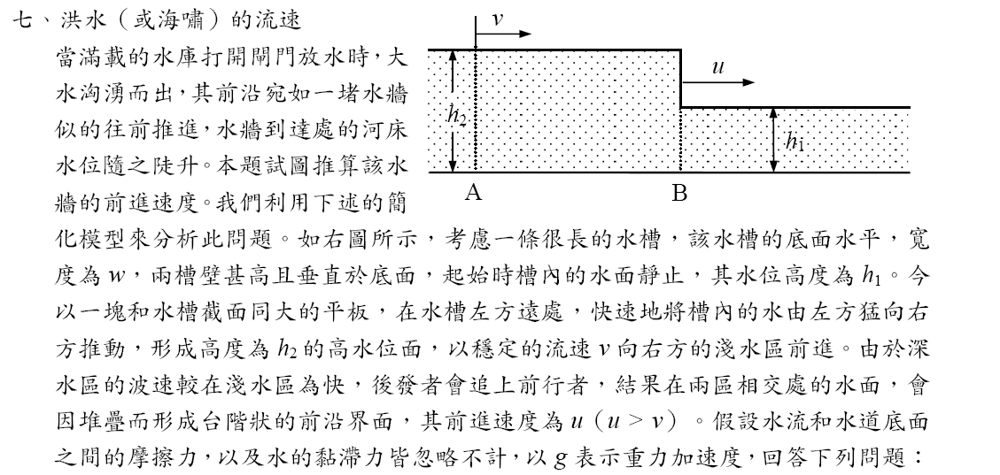 七、洪水（或海嘯）的流速
當滿載的水庫打開閘門放水時，大
水洶湧而出，其前沿宛如一堵水牆
似的往前推進，水牆到達處的河床
水位隨之陡升。本題試圖推算該水
牆的前進速度。我們利用下述的簡
v
u
h₂
h₁
A
B
化模型來分析此問題。如右圖所示，考慮一條很長的水槽，該水槽的底面水平，寬
度為 w，兩槽壁甚高且垂直於底面，起始時槽內的水面靜止，其水位高度為 h₁。今
以一塊和水槽截面同大的平板，在水槽左方遠處，快速地將槽內的水由左方猛向右
方推動，形成高度為 h₂ 的高水位面，以穩定的流速 v 向右方的淺水區前進。由於深
水區的波速較在淺水區為快，後發者會追上前行者，結果在兩區相交處的水面，會
因堆疊而形成台階狀的前沿界面，其前進速度為 u（u > v）。假設水流和水道底面
之間的摩擦力，以及水的黏滯力皆忽略不計，以 g 表示重力加速度，回答下列問題：